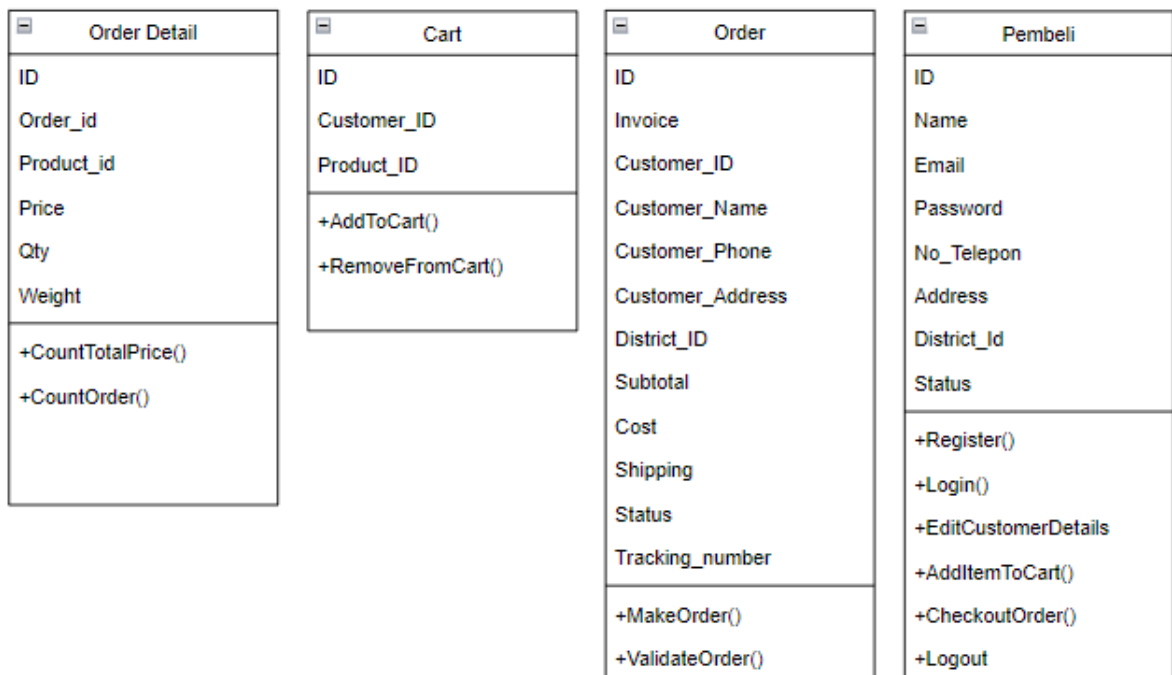 Order Detail
ID
Order_id
Product_id
Price
Qty
Weight
+CountTotalPrice()
+CountOrder()
Cart
ID
Customer_ID
Product_ID
+AddToCart()
+RemoveFromCart()
Order
ID
Invoice
Customer_ID
Customer_Name
Customer_Phone
Customer_Address
District_ID
Subtotal
Cost
Shipping
Status
Tracking_number
+MakeOrder()
+ValidateOrder()
Pembeli
ID
Name
Email
Password
No_Telepon
Address
District_Id
Status
+Register()
+Login()
+EditCustomerDetails
+AddItemToCart()
+CheckoutOrder()
+Logout